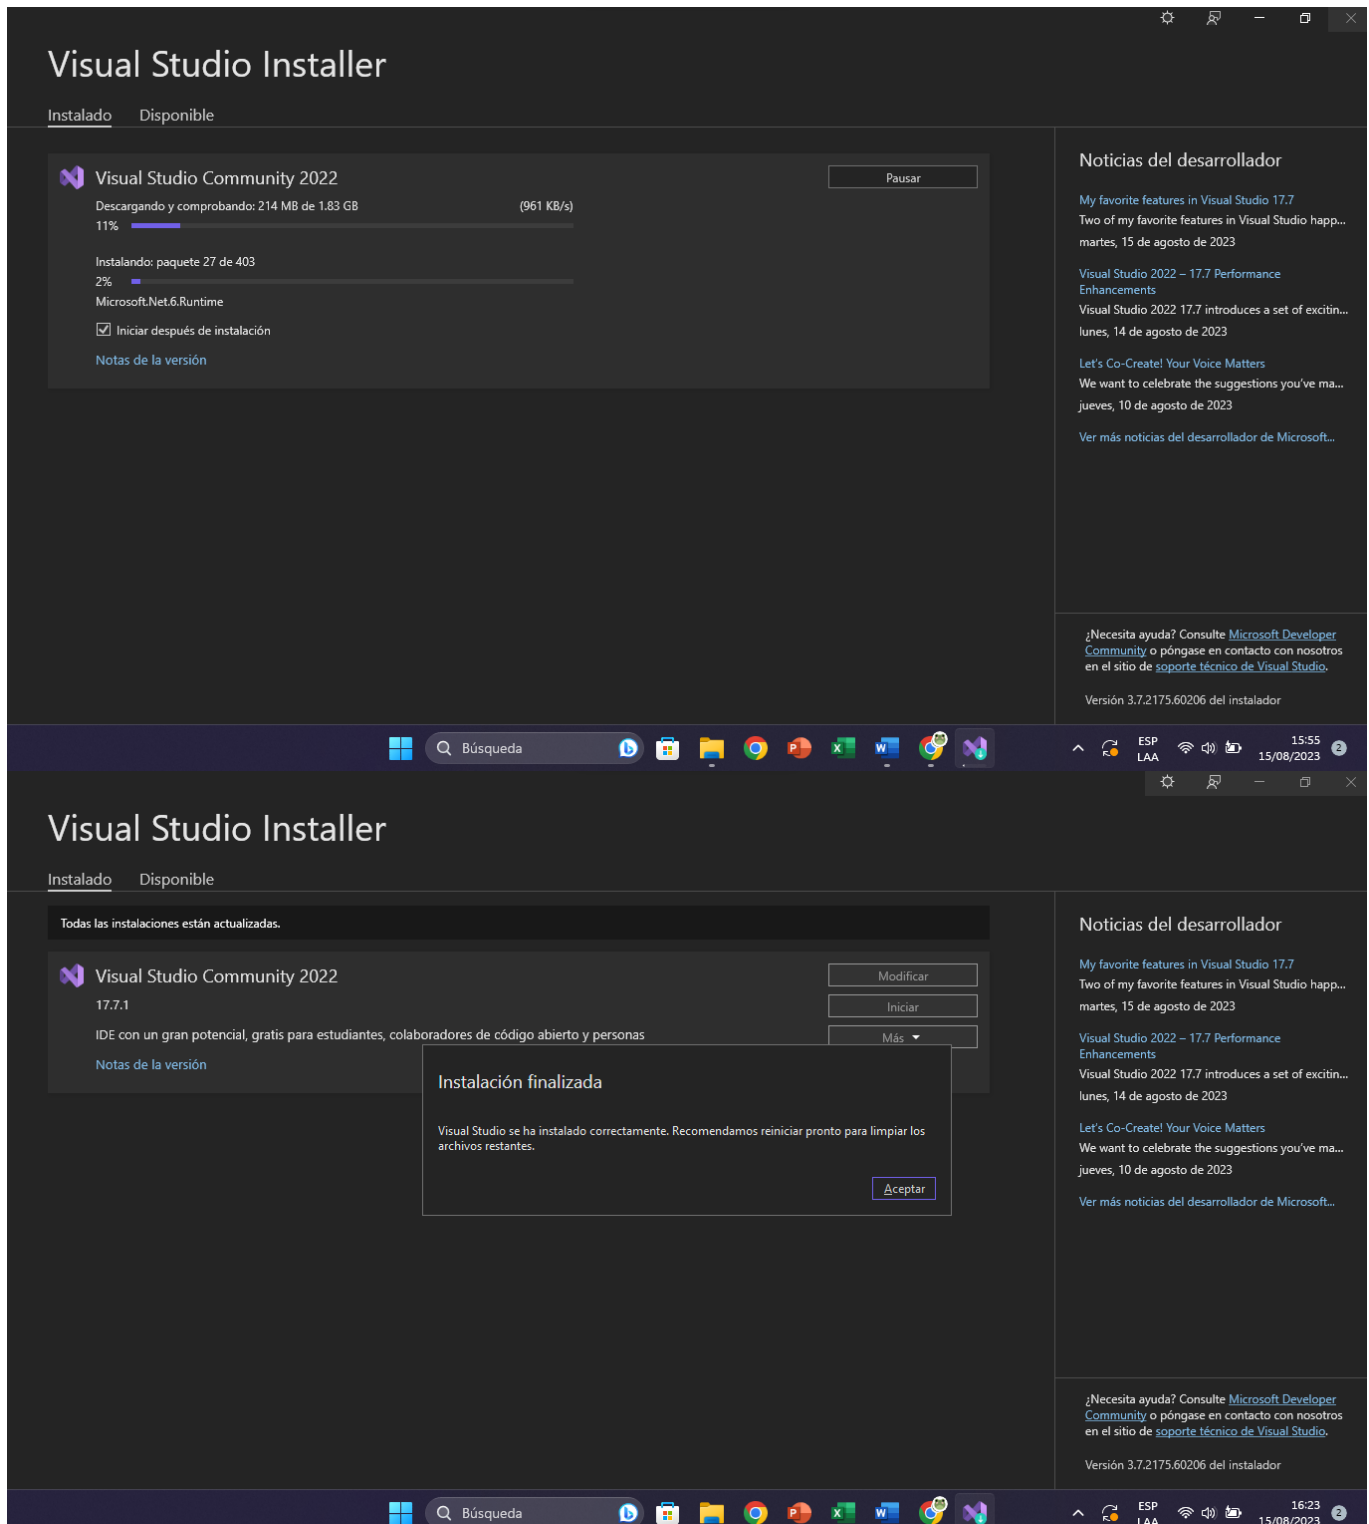 Visual Studio Installer
Instalado Disponible
Visual Studio Community 2022
Pausar
Descargando y comprobando: 214 MB de 1.83 GB (961 KB/s)
11%
Instalando: paquete 27 de 403
2%
Microsoft.Net.6.Runtime
Iniciar después de instalación
Notas de la versión
Noticias del desarrollador
My favorite features in Visual Studio 17.7
Two of my favorite features in Visual Studio happ...
martes, 15 de agosto de 2023
Visual Studio 2022 – 17.7 Performance
Enhancements
Visual Studio 2022 17.7 introduces a set of excitin...
lunes, 14 de agosto de 2023
Let's Co-Create! Your Voice Matters
We want to celebrate the suggestions you've ma...
jueves, 10 de agosto de 2023
Ver más noticias del desarrollador de Microsoft...
¿Necesita ayuda? Consulte Microsoft Developer
Community o póngase en contacto con nosotros
en el sitio de soporte técnico de Visual Studio.
Versión 3.7.2175.60206 del instalador
Búsqueda
ESP
LAA
15:55
15/08/2023
2
Visual Studio Installer
Instalado Disponible
Todas las instalaciones están actualizadas.
Visual Studio Community 2022
17.7.1
IDE con un gran potencial, gratis para estudiantes, colaboradores de código abierto y personas
Notas de la versión
Modificar
Iniciar
Más
Instalación finalizada
Visual Studio se ha instalado correctamente. Recomendamos reiniciar pronto para limpiar los
archivos restantes.
Aceptar
Noticias del desarrollador
My favorite features in Visual Studio 17.7
Two of my favorite features in Visual Studio happ...
martes, 15 de agosto de 2023
Visual Studio 2022 – 17.7 Performance
Enhancements
Visual Studio 2022 17.7 introduces a set of excitin...
lunes, 14 de agosto de 2023
Let's Co-Create! Your Voice Matters
We want to celebrate the suggestions you've ma...
jueves, 10 de agosto de 2023
Ver más noticias del desarrollador de Microsoft...
¿Necesita ayuda? Consulte Microsoft Developer
Community o póngase en contacto con nosotros
en el sitio de soporte técnico de Visual Studio.
Versión 3.7.2175.60206 del instalador
Búsqueda
ESP
LAA
16:23
15/08/2023
2